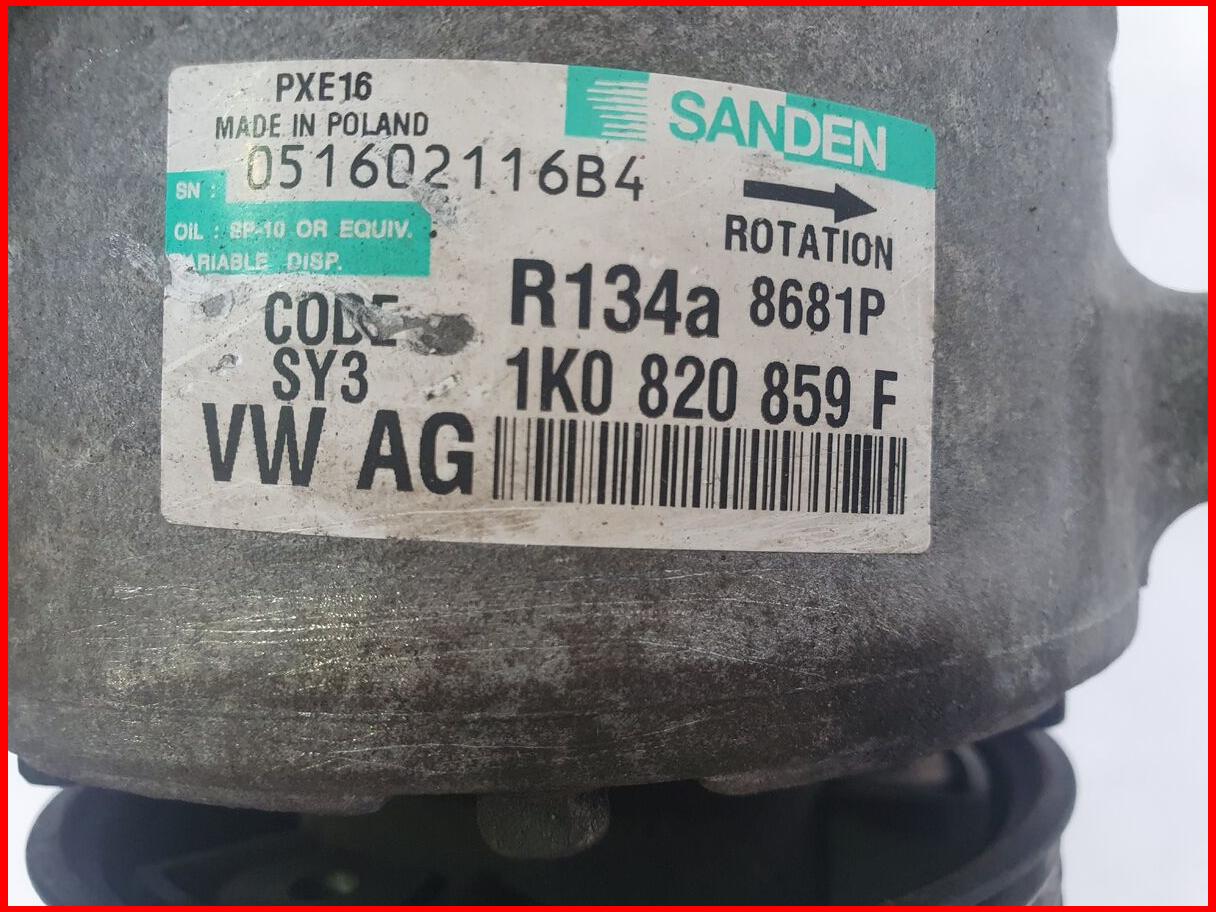 PXE16
MADE IN POLAND
SANDEN
SN : 051602116B4
ROTATION
OIL : SP-10 OR EQUIV.
VARIABLE DISP.
R134a 8681P
CODE
SY3
1K0 820 859 F
VW AG